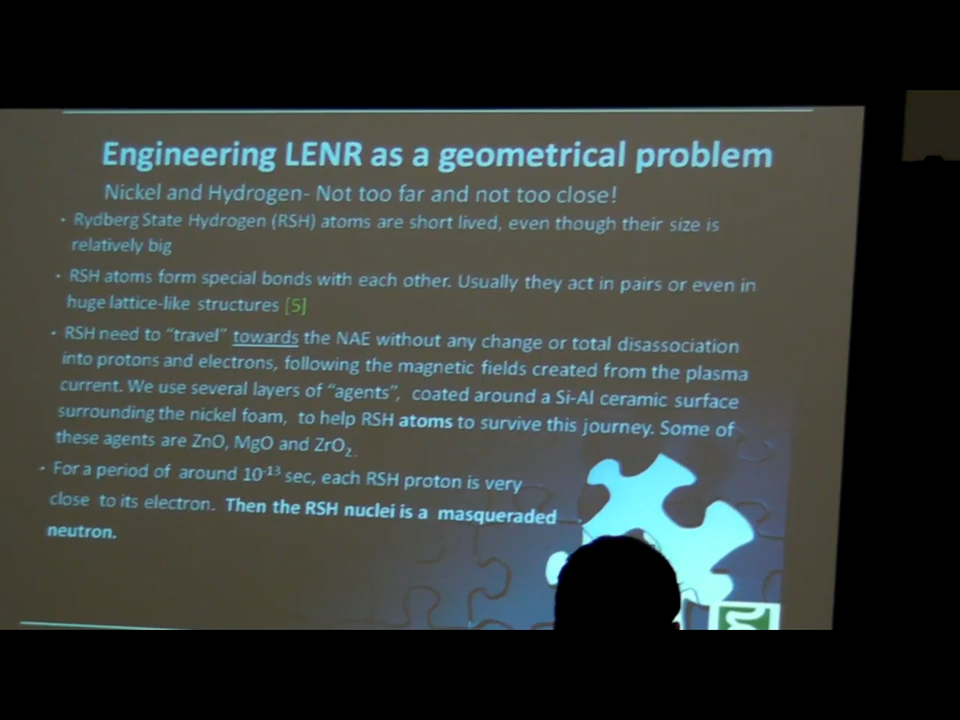 Engineering LENR as a geometrical problem
Nickel and Hydrogen- Not too far and not too close!
• Rydberg State Hydrogen (RSH) atoms are short lived, even though their size is
relatively big
• RSH atoms form special bonds with each other. Usually they act in pairs or even in
huge lattice-like structures [5]
• RSH need to “travel” towards the NAE without any change or total disassociation
into protons and electrons, following the magnetic fields created from the plasma
current. We use several layers of “agents”, coated around a Si-Al ceramic surface
surrounding the nickel foam, to help RSH atoms to survive this journey. Some of
these agents are ZnO, MgO and ZrO₂.
• For a period of around 10⁻¹³ sec, each RSH proton is very
close to its electron. Then the RSH nuclei is a masqueraded
neutron.